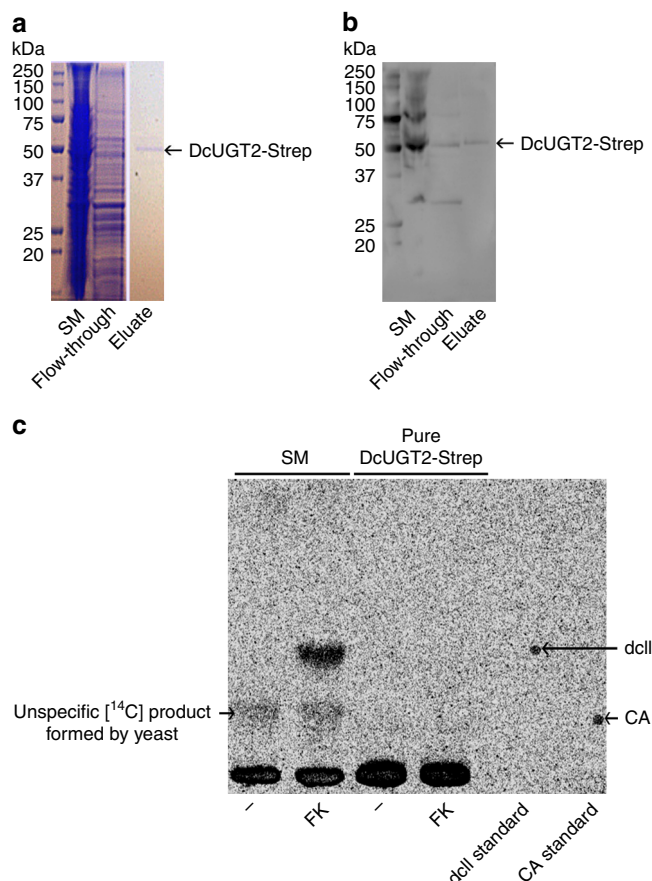 a
kDa
250
150
100
75
50
37
25
20
← DcUGT2-Strep
SM
Flow-through
Eluate
b
kDa
250
150
100
75
50
37
25
20
← DcUGT2-Strep
SM
Flow-through
Eluate
c
SM
Pure
DcUGT2-Strep
dcII
Unspecific [¹⁴C] product
formed by yeast
CA
–
FK
–
FK
dcII standard
CA standard